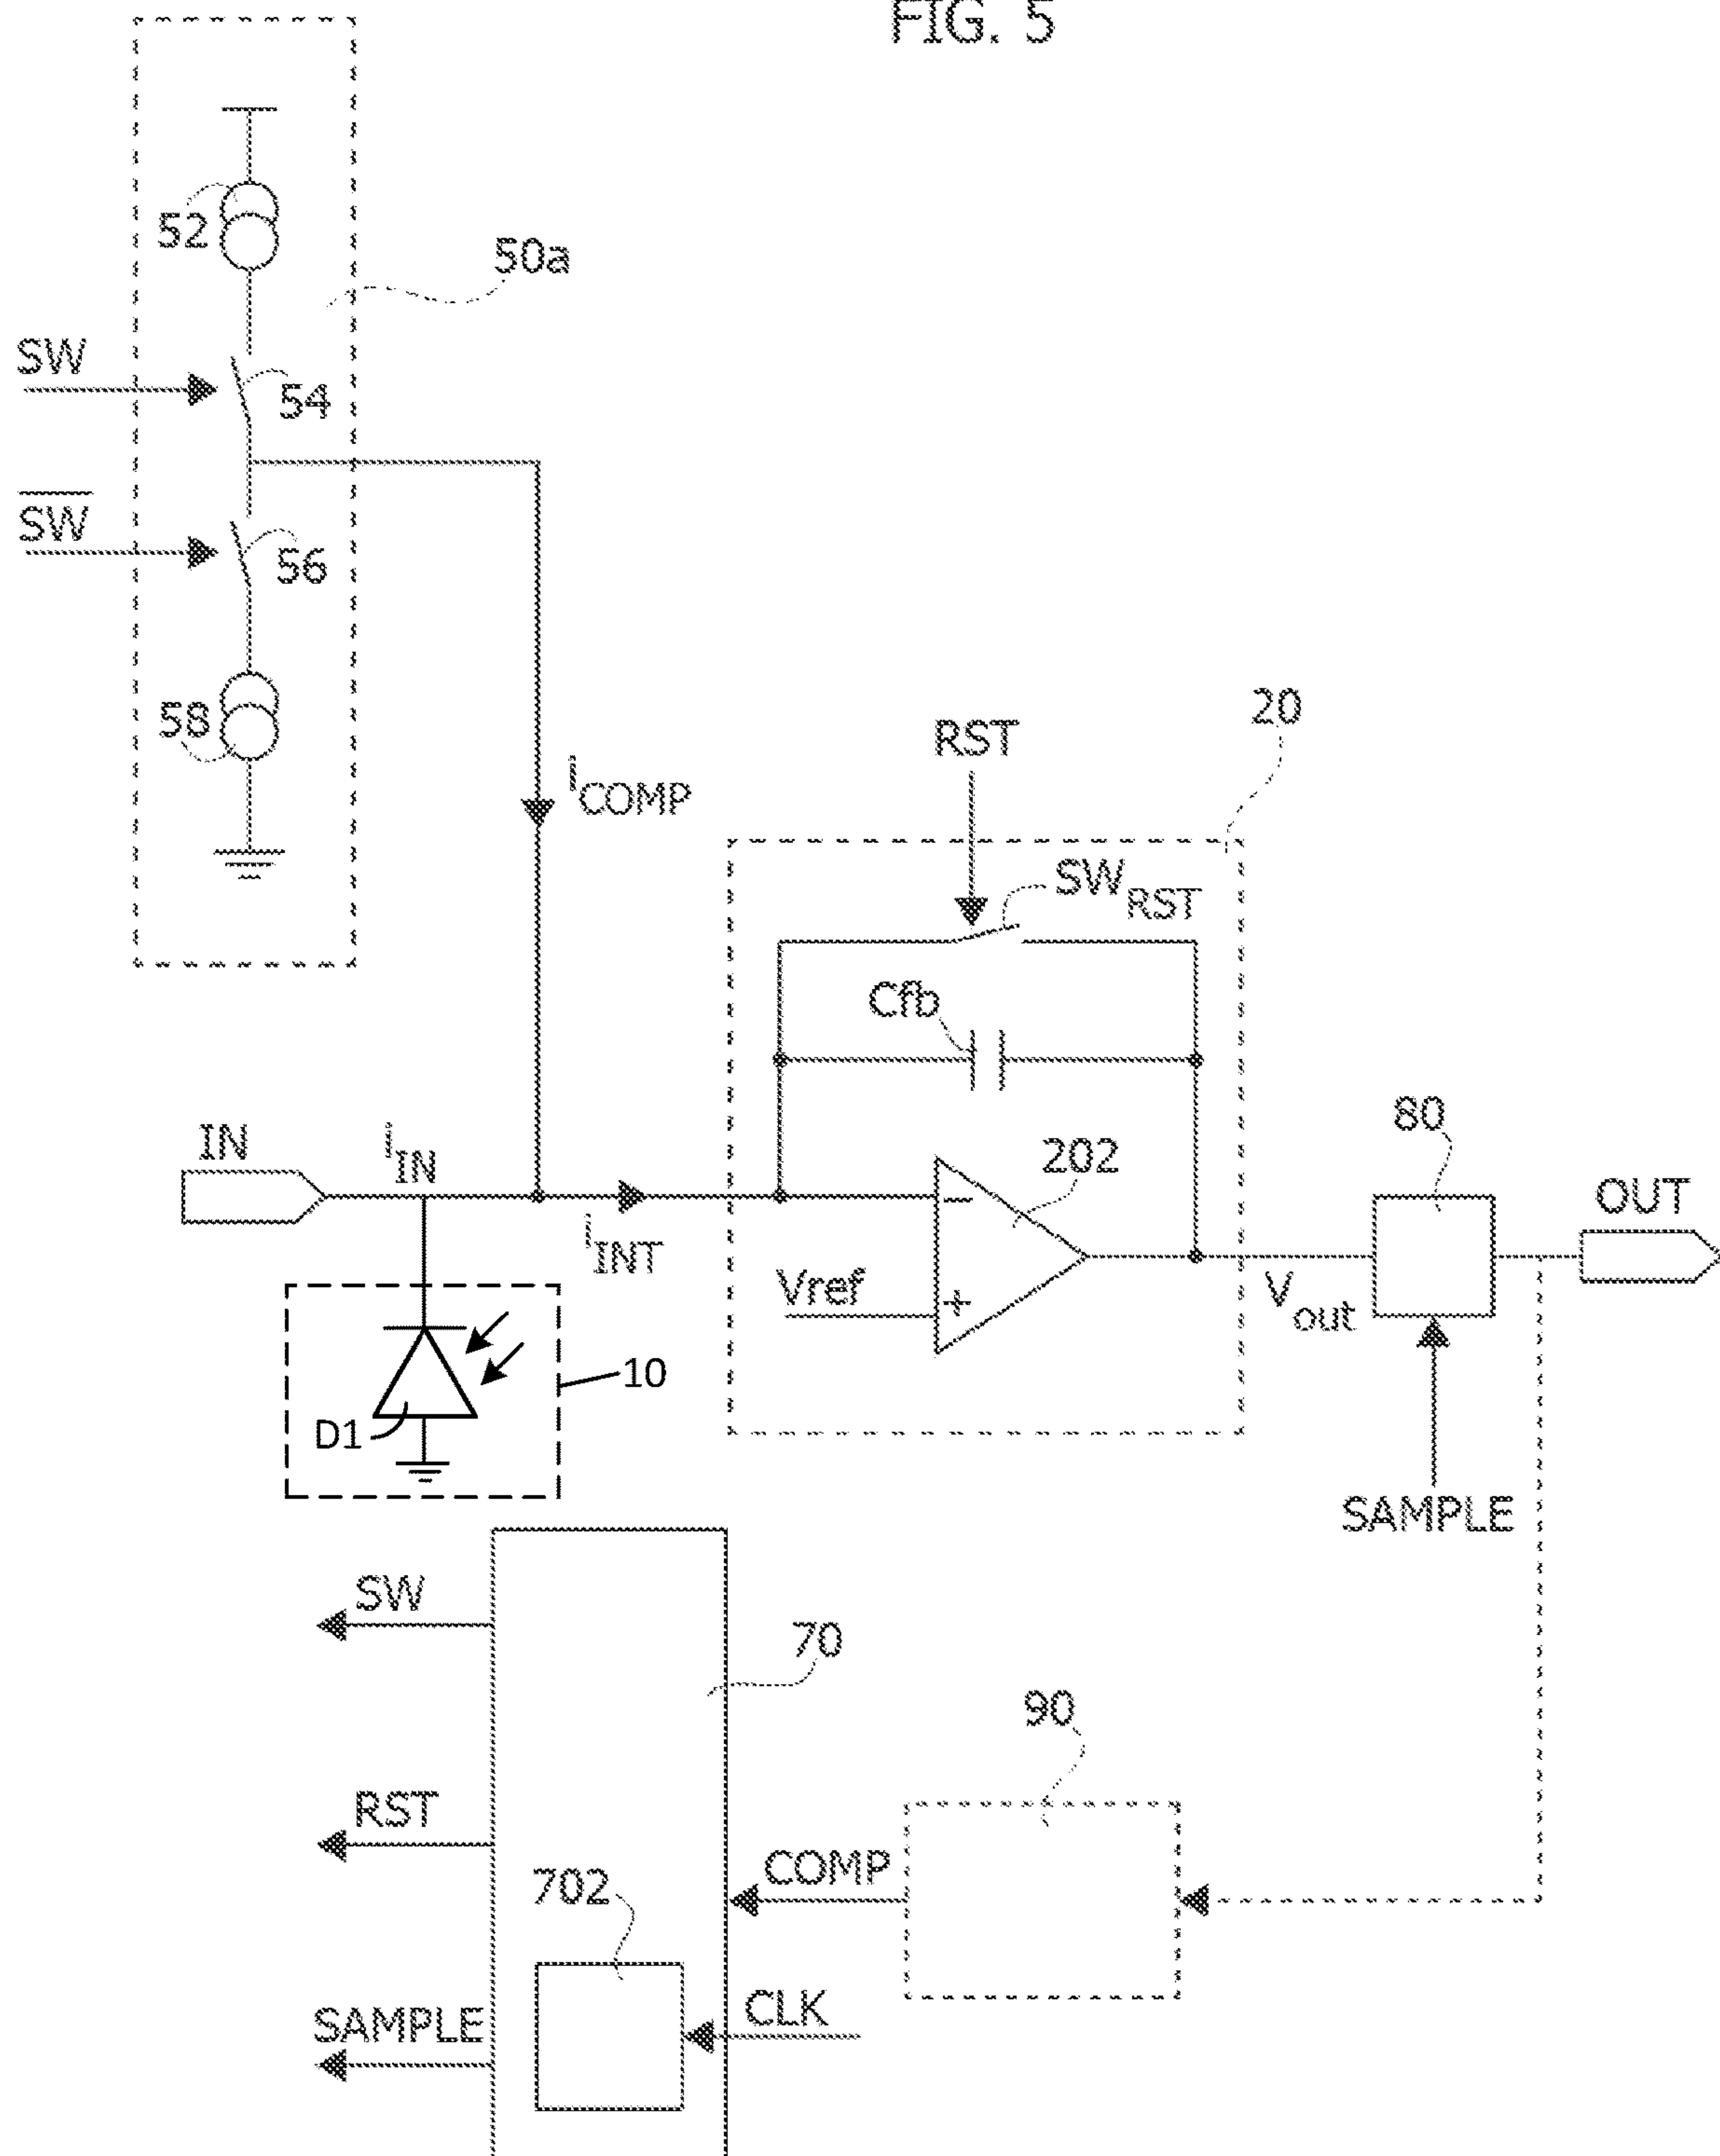 FIG. 5
52
50a
SW
54
SW
56
58
20
RST
iCOMP
SWRST
Cfb
IN
iIN
80
202
OUT
iINT
Vref
Vout
10
D1
SAMPLE
SW
70
90
RST
COMP
702
CLK
SAMPLE